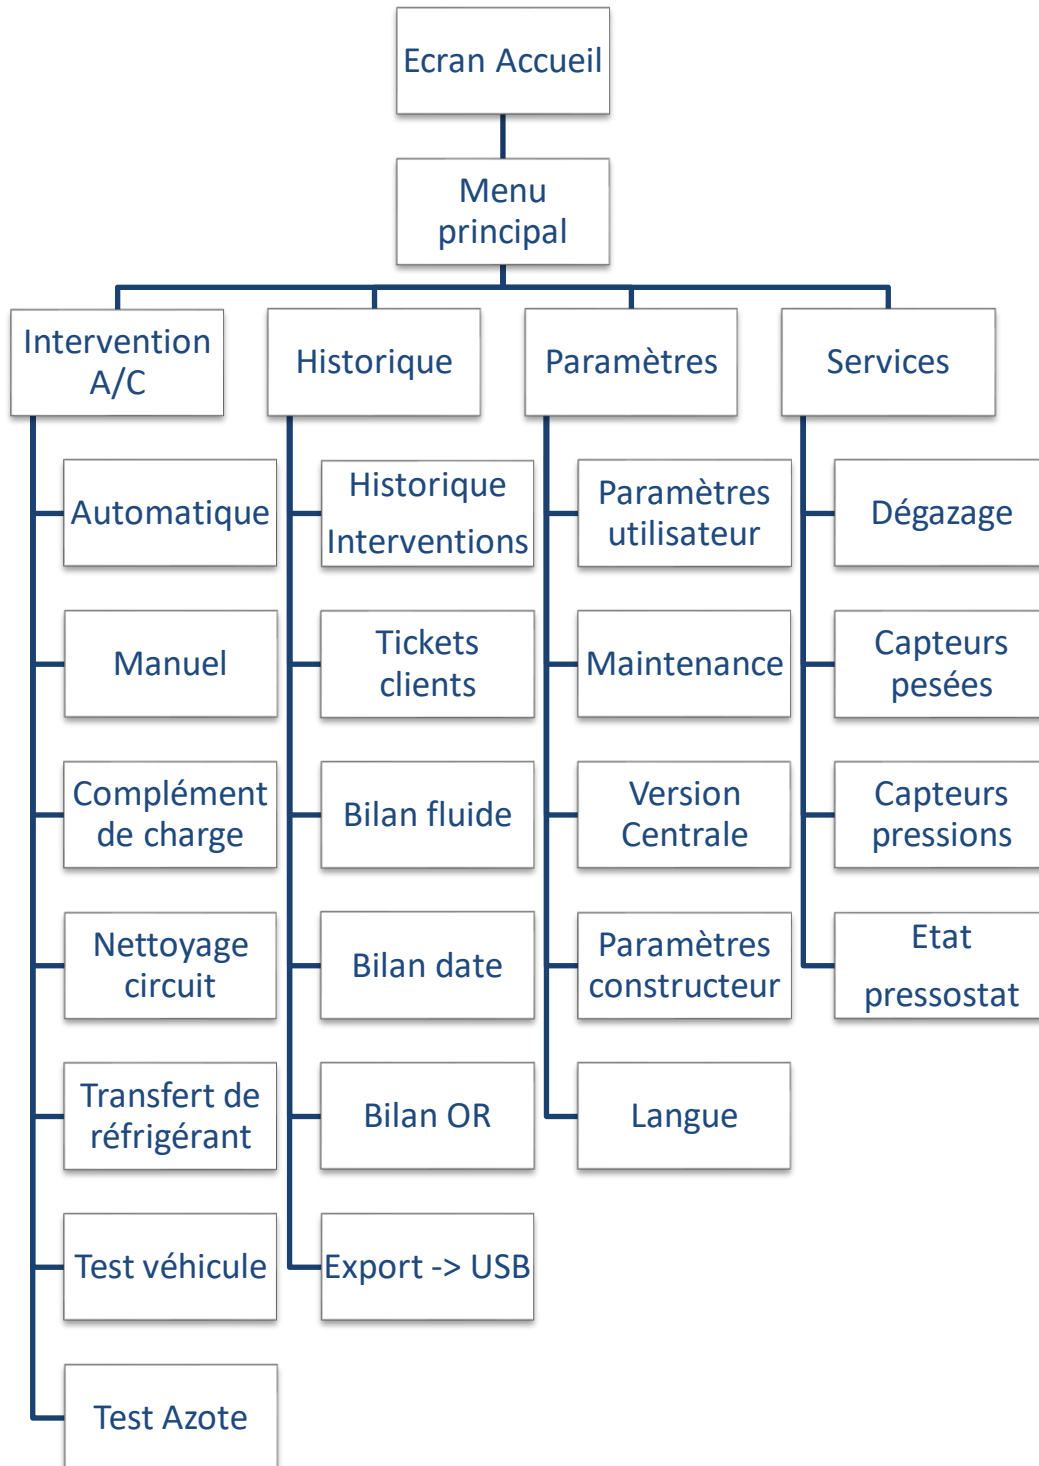 Ecran Accueil
Menu
principal
Intervention
A/C
Historique
Paramètres
Services
Automatique
Manuel
Complément
de charge
Nettoyage
circuit
Transfert de
réfrigérant
Test véhicule
Test Azote
Historique
Interventions
Tickets
clients
Bilan fluide
Bilan date
Bilan OR
Export -> USB
Paramètres
utilisateur
Maintenance
Version
Centrale
Paramètres
constructeur
Langue
Dégazage
Capteurs
pesées
Capteurs
pressions
Etat
pressostat